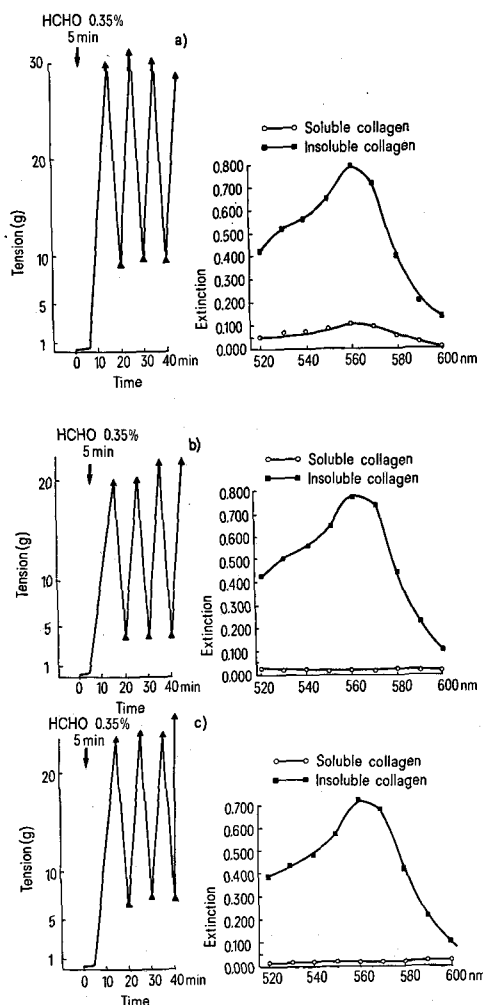 HCHO 0.35%
5 min
a)
30
20
10
5
1
Tension (g)
0 10 20 30 40 min
Time
Soluble collagen
Insoluble collagen
0.800
0.700
0.600
0.500
0.400
0.300
0.200
0.100
0.000
Extinction
520 540 560 580 600 nm
HCHO 0.35%
5 min
b)
20
10
5
1
Tension (g)
0 10 20 30 40 min
Time
Soluble collagen
Insoluble collagen
0.800
0.700
0.600
0.500
0.400
0.300
0.200
0.100
0.000
Extinction
520 540 560 580 600 nm
HCHO 0.35%
5 min
c)
20
10
5
1
Tension (g)
0 10 20 30 40 min
Time
Soluble collagen
Insoluble collagen
0.700
0.600
0.500
0.400
0.300
0.200
0.100
0.000
Extinction
520 540 560 580 600 nm